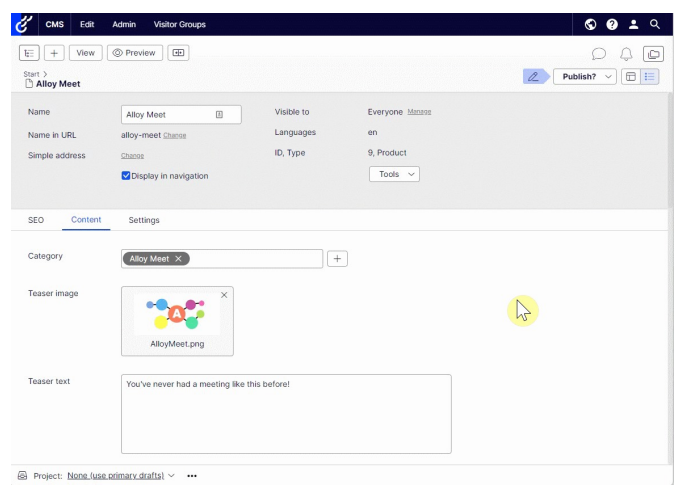 CMS Edit Admin Visitor Groups
View Preview
Start >
Alloy Meet
Publish?
Name Alloy Meet Visible to Everyone Manage
Name in URL alloy-meet Change Languages en
Simple address Change ID, Type 9, Product
Display in navigation Tools
SEO Content Settings
Category Alloy Meet
Teaser image
A
AlloyMeet.png
Teaser text You've never had a meeting like this before!
Project: None (use primary drafts)